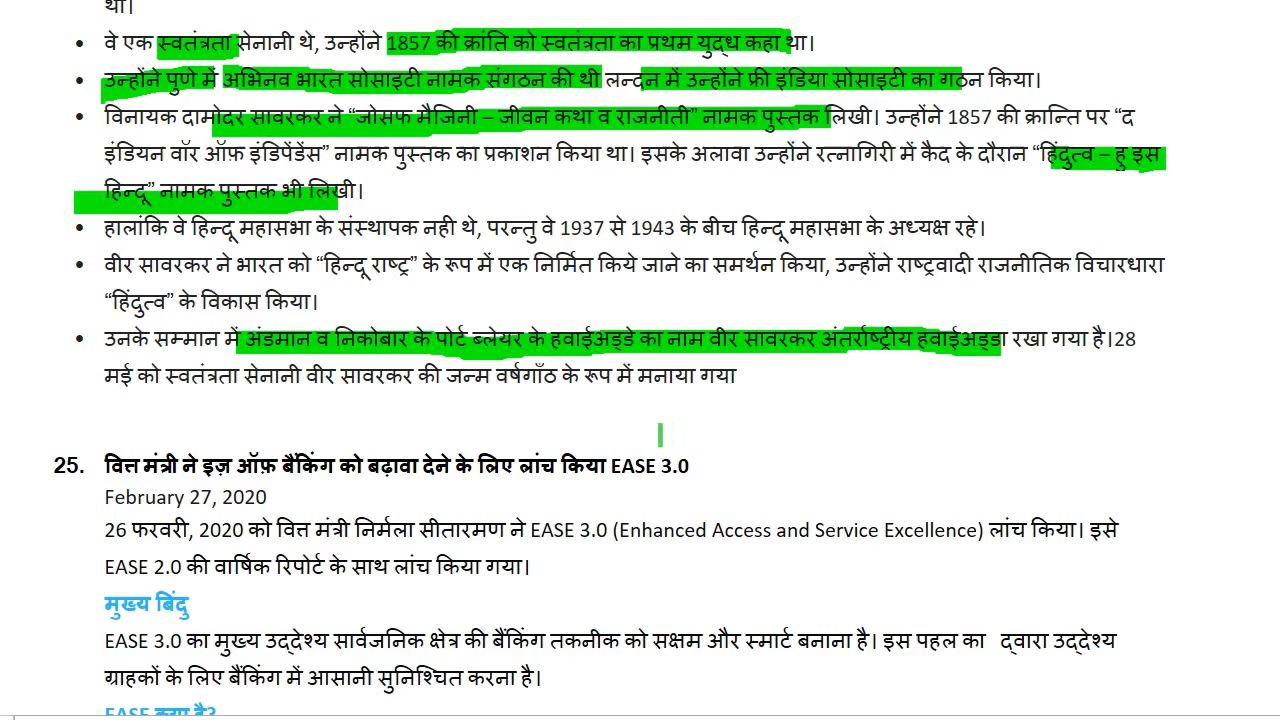 था।
• वे एक स्वतंत्रता सेनानी थे, उन्होंने 1857 की क्रांति को स्वतंत्रता का प्रथम युद्ध कहा था।
• उन्होंने पुणे में अभिनव भारत सोसाइटी नामक संगठन की थी लन्दन में उन्होंने फ्री इंडिया सोसाइटी का गठन किया।
• विनायक दामोदर सावरकर ने “जोसफ मैजिनी – जीवन कथा व राजनीती” नामक पुस्तक लिखी। उन्होंने 1857 की क्रान्ति पर “द
इंडियन वॉर ऑफ़ इंडिपेंडेंस” नामक पुस्तक का प्रकाशन किया था। इसके अलावा उन्होंने रत्नागिरी में कैद के दौरान “हिंदुत्व – हु इस
हिन्दू” नामक पुस्तक भी लिखी।
• हालांकि वे हिन्दू महासभा के संस्थापक नही थे, परन्तु वे 1937 से 1943 के बीच हिन्दू महासभा के अध्यक्ष रहे।
• वीर सावरकर ने भारत को “हिन्दू राष्ट्र” के रूप में एक निर्मित किये जाने का समर्थन किया, उन्होंने राष्ट्रवादी राजनीतिक विचारधारा
“हिंदुत्व” के विकास किया।
• उनके सम्मान में अंडमान व निकोबार के पोर्ट ब्लेयर के हवाईअड्डे का नाम वीर सावरकर अंतर्राष्ट्रीय हवाईअड्डा रखा गया है।28
मई को स्वतंत्रता सेनानी वीर सावरकर की जन्म वर्षगाँठ के रूप में मनाया गया
25. वित्त मंत्री ने इज़ ऑफ़ बैंकिंग को बढ़ावा देने के लिए लांच किया EASE 3.0
February 27, 2020
26 फरवरी, 2020 को वित्त मंत्री निर्मला सीतारमण ने EASE 3.0 (Enhanced Access and Service Excellence) लांच किया। इसे
EASE 2.0 की वार्षिक रिपोर्ट के साथ लांच किया गया।
मुख्य बिंदु
EASE 3.0 का मुख्य उद्देश्य सार्वजनिक क्षेत्र की बैंकिंग तकनीक को सक्षम और स्मार्ट बनाना है। इस पहल का द्वारा उद्देश्य
ग्राहकों के लिए बैंकिंग में आसानी सुनिश्चित करना है।
EASE क्या है?